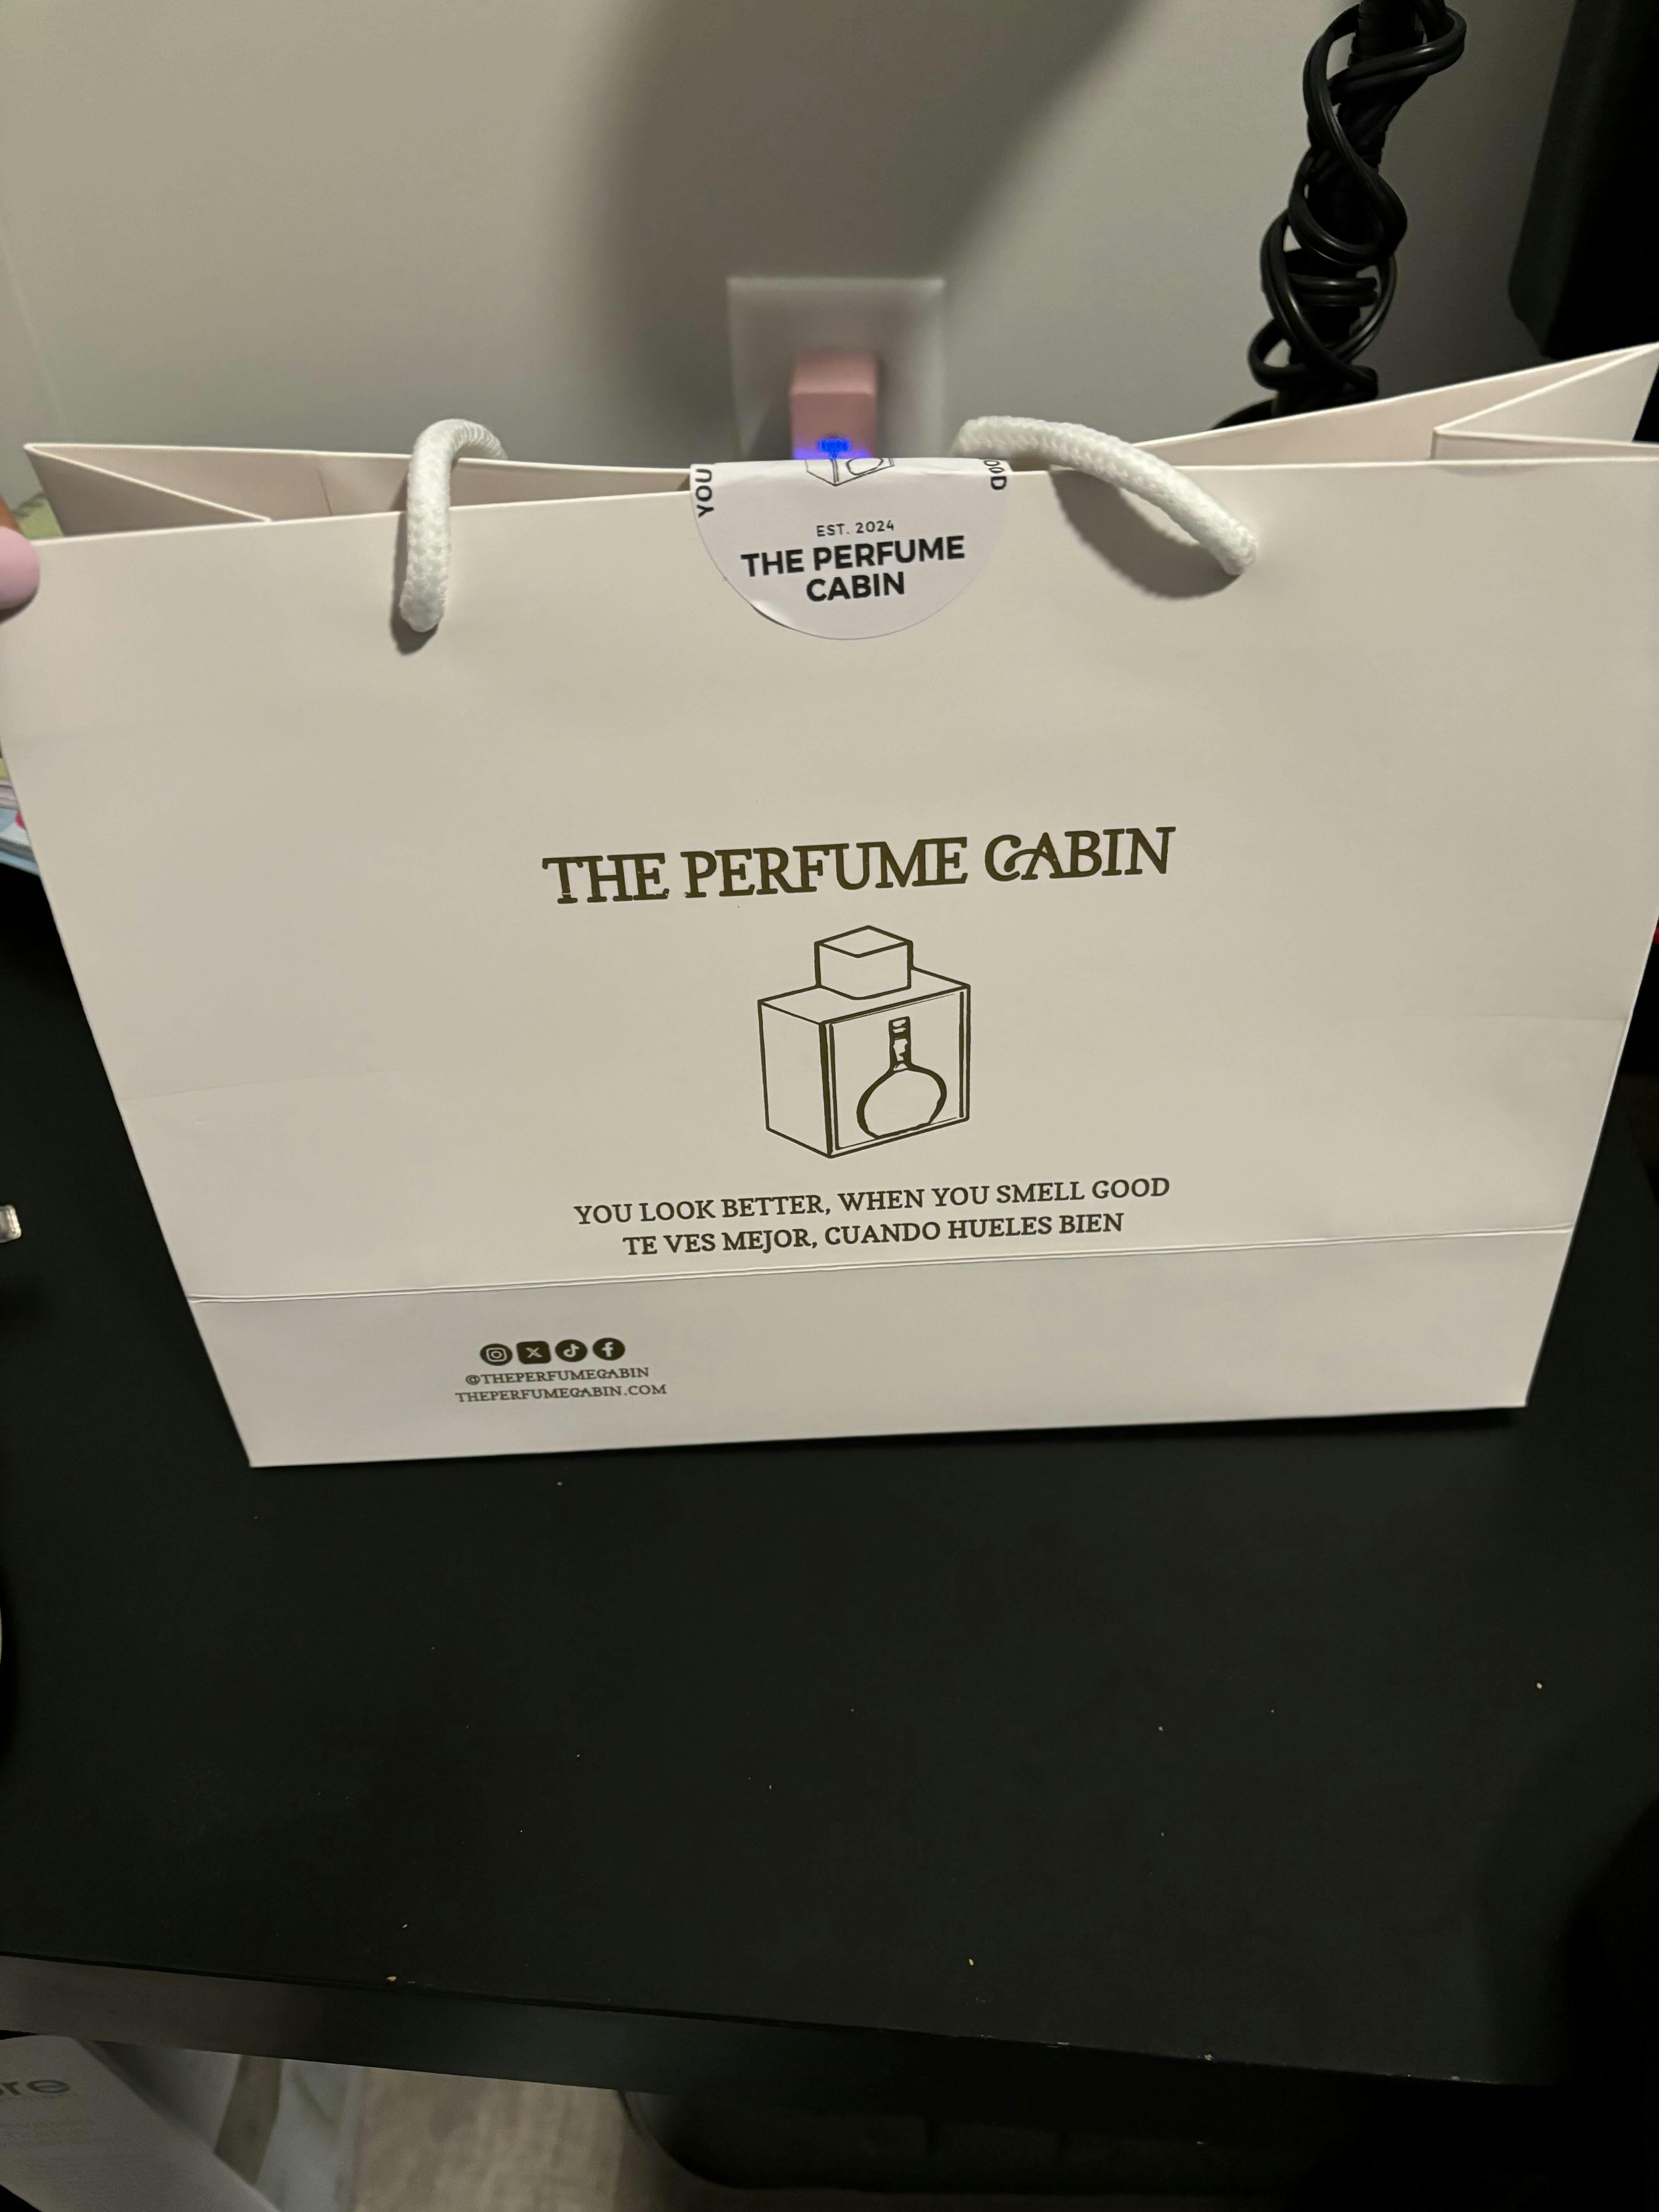 YOU
OOD
EST. 2024
THE PERFUME
CABIN
THE PERFUME CABIN
YOU LOOK BETTER, WHEN YOU SMELL GOOD
TE VES MEJOR, CUANDO HUELES BIEN
@THEPERFUMECABIN
THEPERFUMECABIN.COM